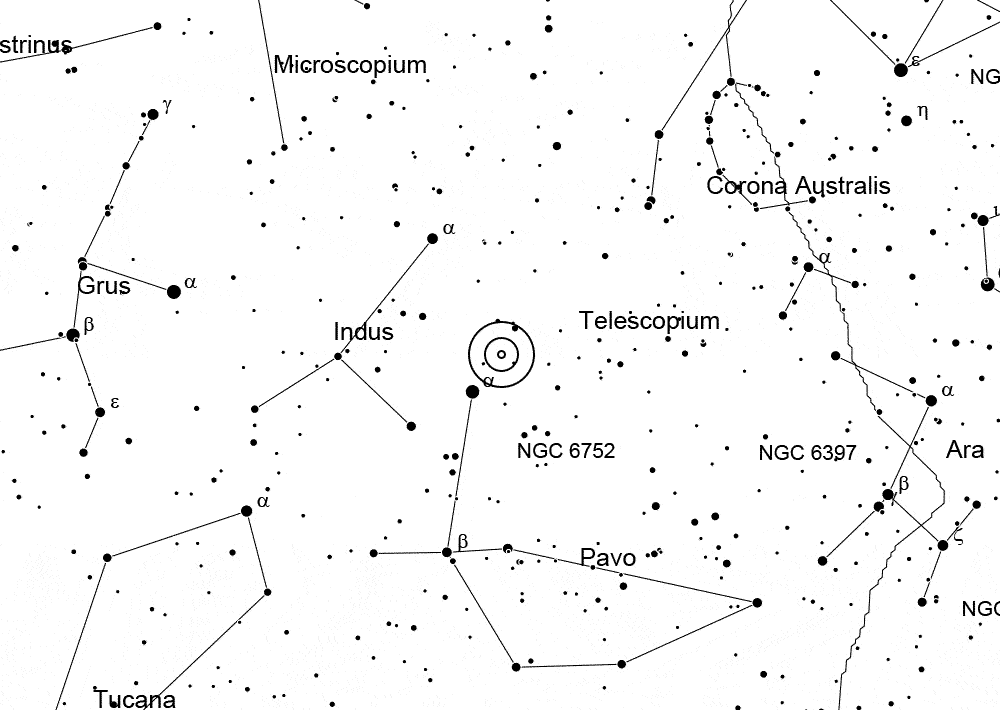 strinus
Microscopium
ε
NG
γ
η
Corona Australis
α
α
α
Grus
Indus
Telescopium
β
α
α
ε
NGC 6752
NGC 6397
Ara
α
β
β
Pavo
ζ
NGC
Tucana